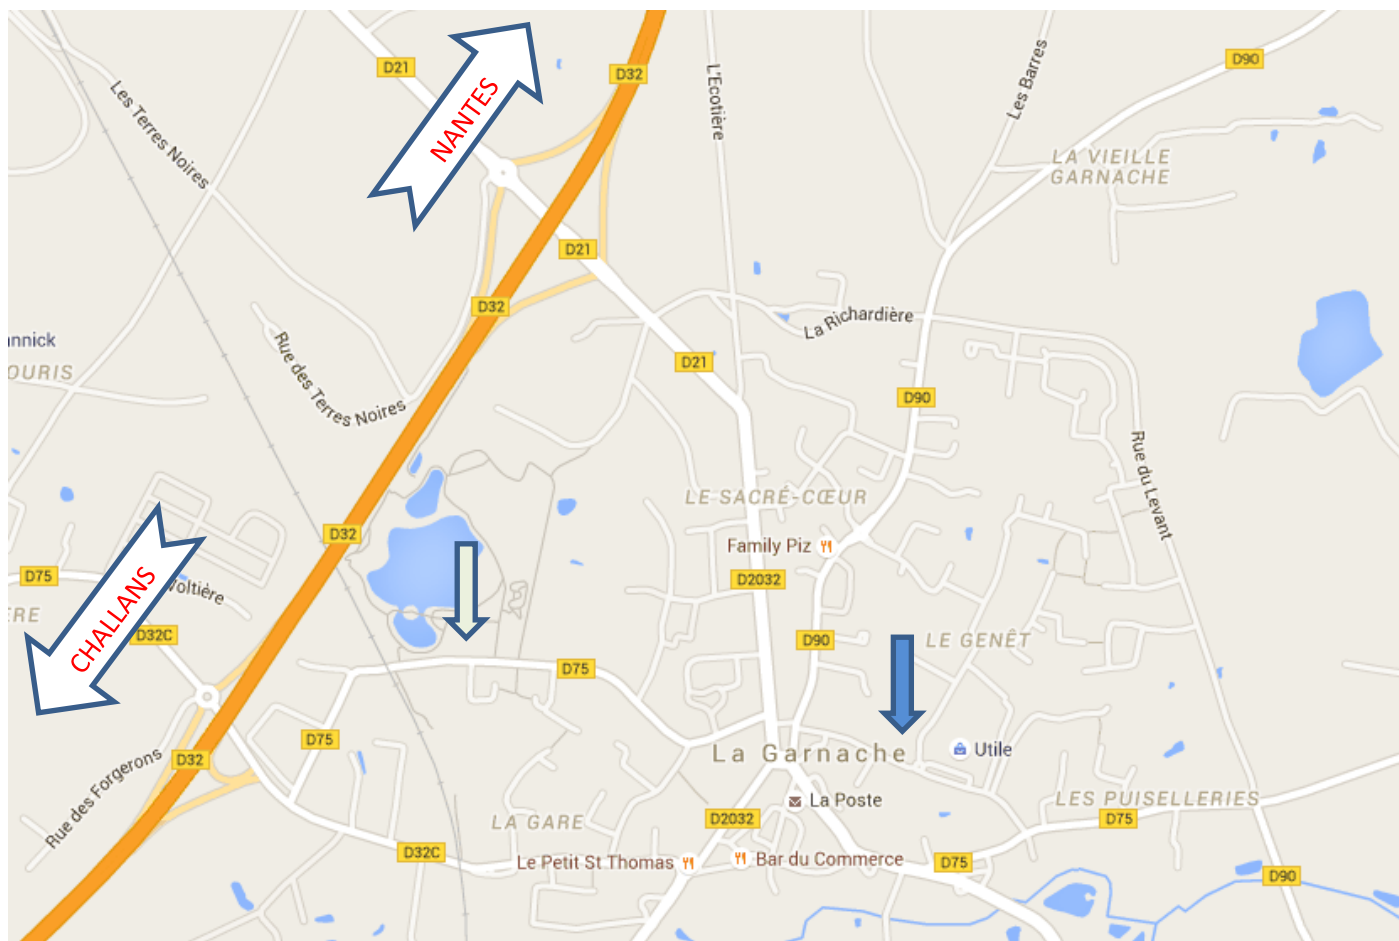 D21
D32
D90
NANTES
L'Ecotière
Les Barres
Les Terres Noires
LA VIEILLE
GARNACHE
D21
D32
La Richardière
annick
OURIS
Rue des Terres Noires
D21
D90
Rue du Levant
LE SACRÉ-CŒUR
D32
Family Piz
D75
D2032
CHALLANS
Voltière
ERE
D32C
D90
LE GENÊT
D75
D75
D32
La Garnache
Utile
Rue des Forgerons
La Poste
LES PUISELLERIES
D75
LA GARE
D2032
D32C
Le Petit St Thomas
Bar du Commerce
D75
D90